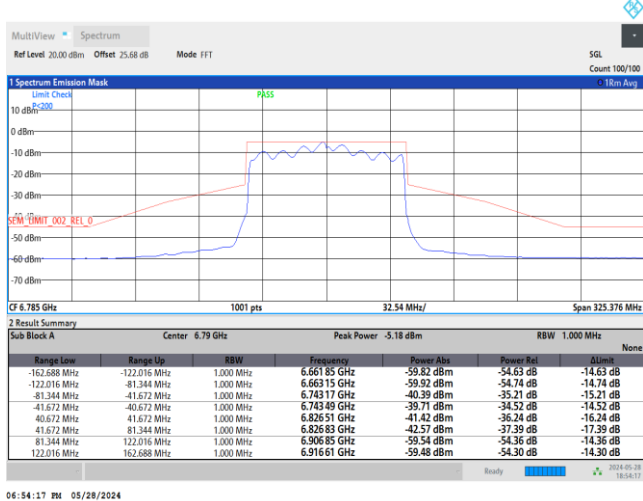 MultiView Spectrum
Ref Level 20.00 dBm Offset 25.68 dB Mode FFT SGL
Count 100/100
1 Spectrum Emission Mask 1Rm Avg
Limit Check PASS
P<200
10 dBm
0 dBm
-10 dBm
-20 dBm
-30 dBm
-40 dBm
SEM_LIMIT_002_REL_0
-50 dBm
-60 dBm
-70 dBm
CF 6.785 GHz 1001 pts 32.54 MHz/ Span 325.376 MHz
2 Result Summary
Sub Block A Center 6.79 GHz Peak Power -5.18 dBm RBW 1.000 MHz
None
Range Low Range Up RBW Frequency Power Abs Power Rel ΔLimit
-162.688 MHz -122.016 MHz 1.000 MHz 6.66185 GHz -59.82 dBm -54.63 dB -14.63 dB
-122.016 MHz -81.344 MHz 1.000 MHz 6.66315 GHz -59.92 dBm -54.74 dB -14.74 dB
-81.344 MHz -41.672 MHz 1.000 MHz 6.74317 GHz -40.39 dBm -35.21 dB -15.21 dB
-41.672 MHz -40.672 MHz 1.000 MHz 6.74349 GHz -39.71 dBm -34.52 dB -14.52 dB
40.672 MHz 41.672 MHz 1.000 MHz 6.82651 GHz -41.42 dBm -36.24 dB -16.24 dB
41.672 MHz 81.344 MHz 1.000 MHz 6.82683 GHz -42.57 dBm -37.39 dB -17.39 dB
81.344 MHz 122.016 MHz 1.000 MHz 6.90685 GHz -59.54 dBm -54.36 dB -14.36 dB
122.016 MHz 162.688 MHz 1.000 MHz 6.91661 GHz -59.48 dBm -54.30 dB -14.30 dB
Ready 2024-05-28
18:54:17
06:54:17 PM 05/28/2024